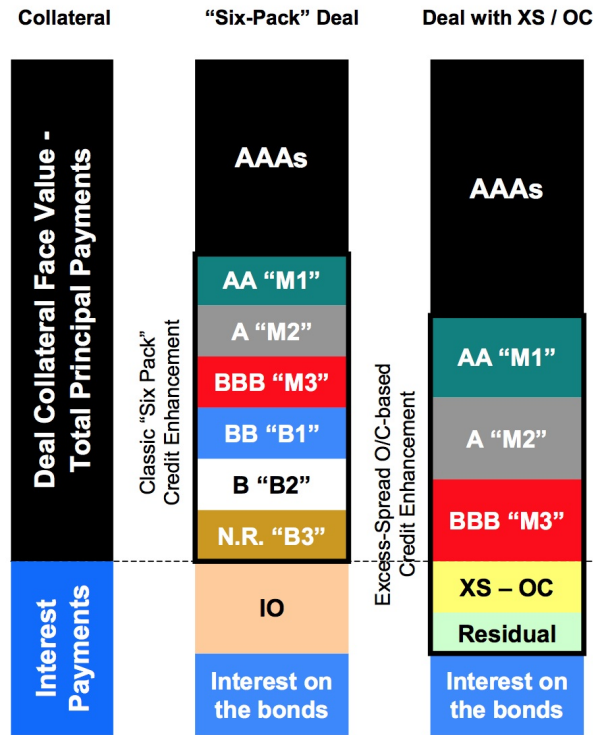 Collateral
“Six-Pack” Deal
Deal with XS / OC
Deal Collateral Face Value -
Total Principal Payments
Interest
Payments
Classic “Six Pack”
Credit Enhancement
AAAs
AA “M1”
A “M2”
BBB “M3”
BB “B1”
B “B2”
N.R. “B3”
IO
Interest on
the bonds
Excess-Spread O/C-based
Credit Enhancement
AAAs
AA “M1”
A “M2”
BBB “M3”
XS – OC
Residual
Interest on
the bonds